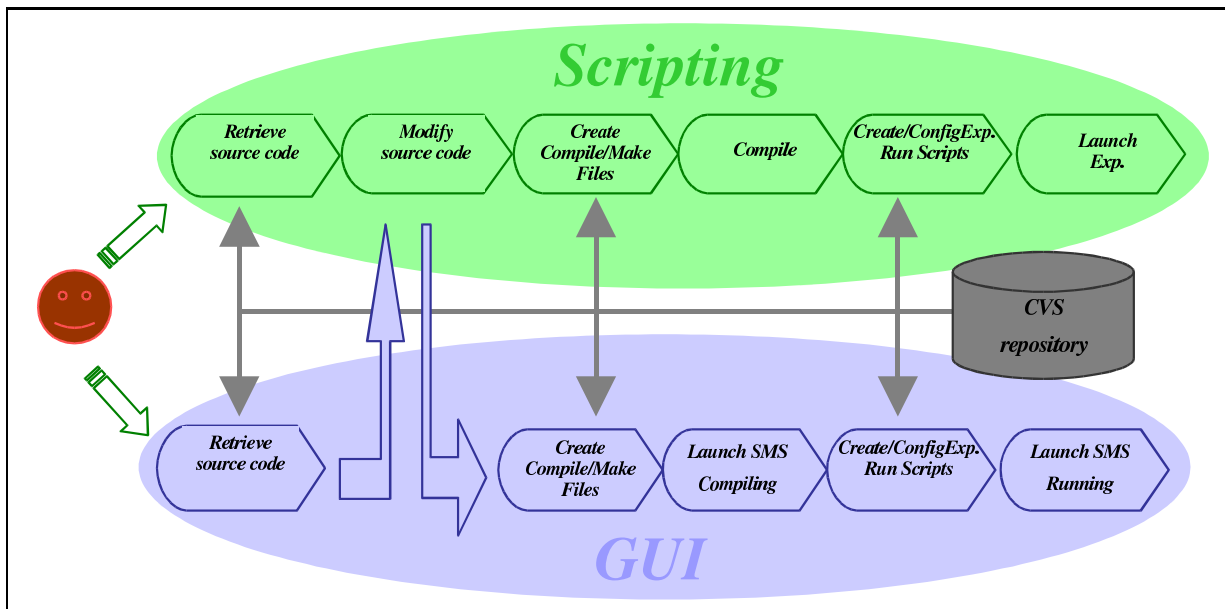 Scripting
Retrieve
source code
Modify
source code
Create
Compile/Make
Files
Compile
Create/ConfigExp.
Run Scripts
Launch
Exp.
CVS
repository
Retrieve
source code
Create
Compile/Make
Files
Launch SMS
Compiling
Create/ConfigExp.
Run Scripts
Launch SMS
Running
GUI